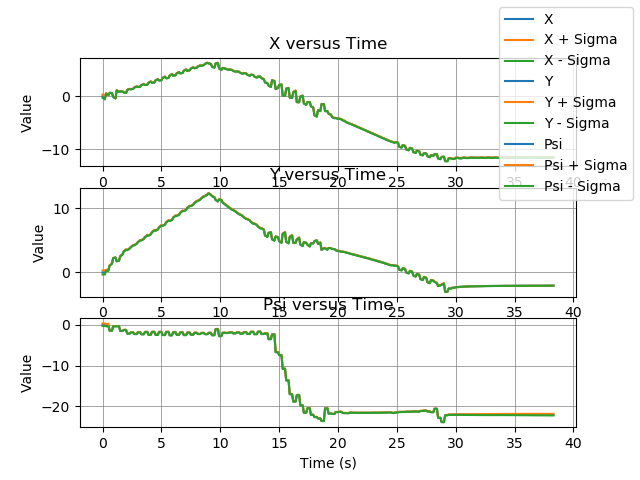 X versus Time
X
X + Sigma
X - Sigma
Y
Y + Sigma
Y - Sigma
Psi
Psi + Sigma
Psi - Sigma
Value
0
−10
0 5 10 15 20 25 30 35 40
Y versus Time
Value
10
0
0 5 10 15 20 25 30 35 40
Psi versus Time
Value
0
−10
−20
0 5 10 15 20 25 30 35 40
Time (s)